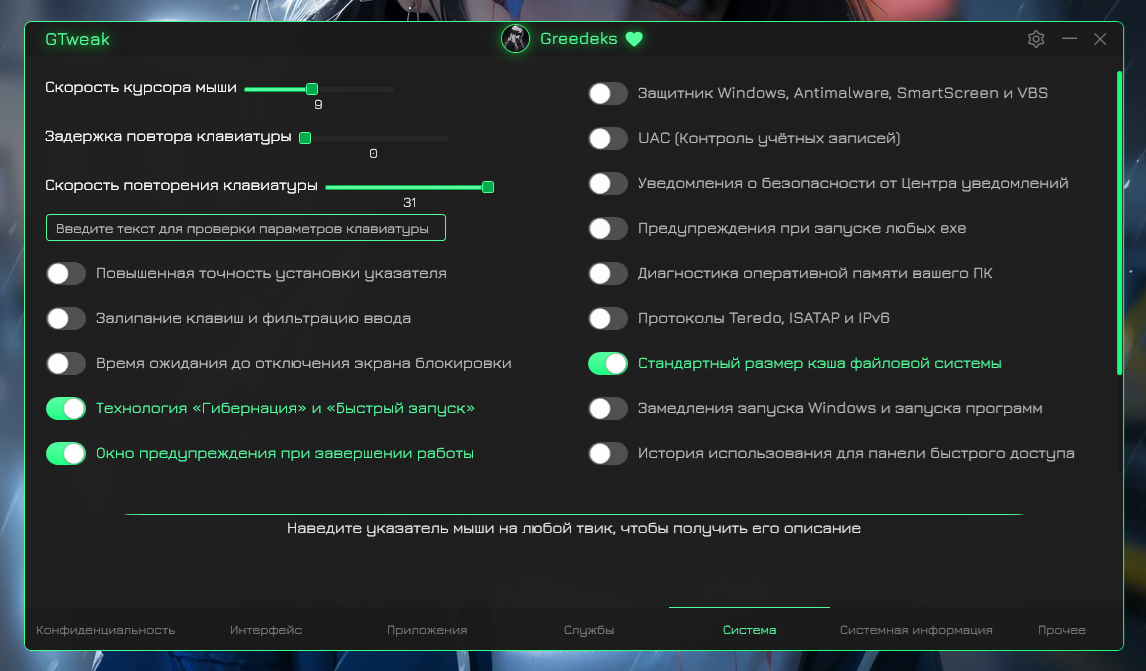 GTweak
Greedeks
Скорость курсора мыши
9
Задержка повтора клавиатуры
0
Скорость повторения клавиатуры
31
Введите текст для проверки параметров клавиатуры
Повышенная точность установки указателя
Залипание клавиш и фильтрацию ввода
Время ожидания до отключения экрана блокировки
Технология «Гибернация» и «Быстрый запуск»
Окно предупреждения при завершении работы
Защитник Windows, Antimalware, SmartScreen и VBS
UAC (Контроль учётных записей)
Уведомления о безопасности от Центра уведомлений
Предупреждения при запуске любых exe
Диагностика оперативной памяти вашего ПК
Протоколы Teredo, ISATAP и IPv6
Стандартный размер кэша файловой системы
Замедления запуска Windows и запуска программ
История использования для панели быстрого доступа
Наведите указатель мыши на любой твик, чтобы получить его описание
Конфиденциальность
Интерфейс
Приложения
Службы
Система
Системная информация
Прочее